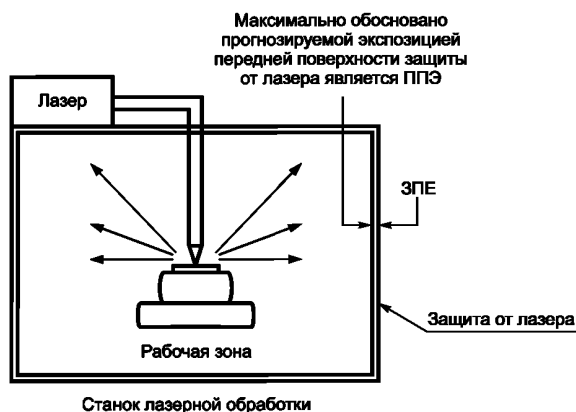 Максимально обосновано
прогнозируемой экспозицией
передней поверхности защиты
от лазера является ППЭ
Лазер
ЗПЕ
Защита от лазера
Рабочая зона
Станок лазерной обработки